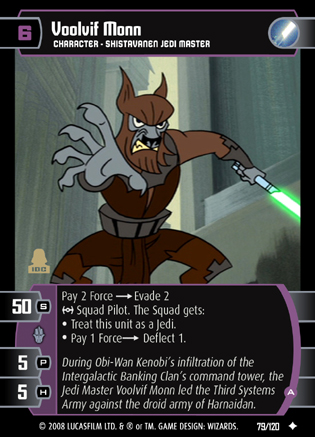 6
Voolvif Monn
CHARACTER - SHISTAVANEN JEDI MASTER
100
50 S
5 P
5 H
Pay 2 Force → Evade 2
Squad Pilot. The Squad gets:
• Treat this unit as a Jedi.
• Pay 1 Force → Deflect 1.
During Obi-Wan Kenobi's infiltration of the
Intergalactic Banking Clan's command tower, the
Jedi Master Voolvif Monn led the Third Systems
Army against the droid army of Harnaidan.
A
© 2008 LUCASFILM LTD. & ® or TM. GAME DESIGN: WIZARDS.
79/120